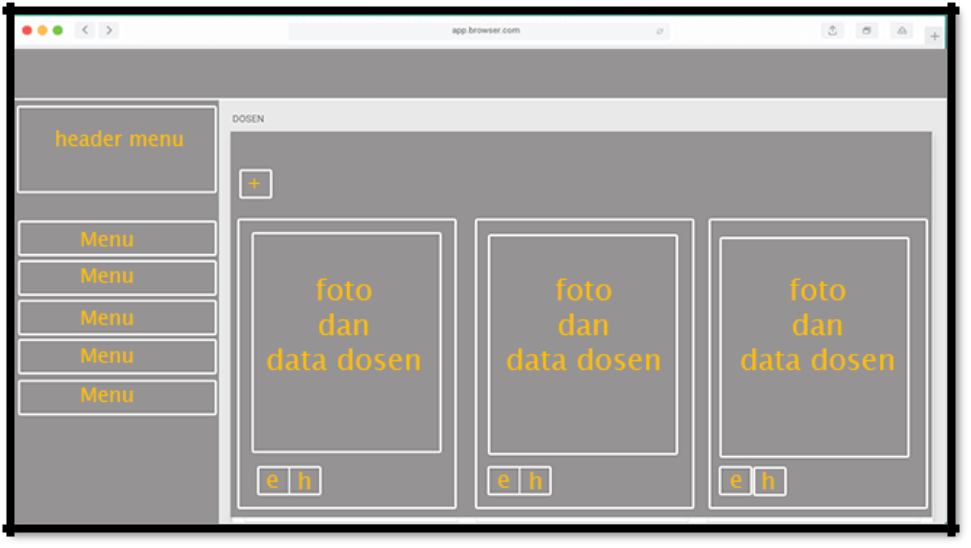 app.browser.com
+
header menu
Menu
Menu
Menu
Menu
Menu
DOSEN
+
foto
dan
data dosen
e h
foto
dan
data dosen
e h
foto
dan
data dosen
e h